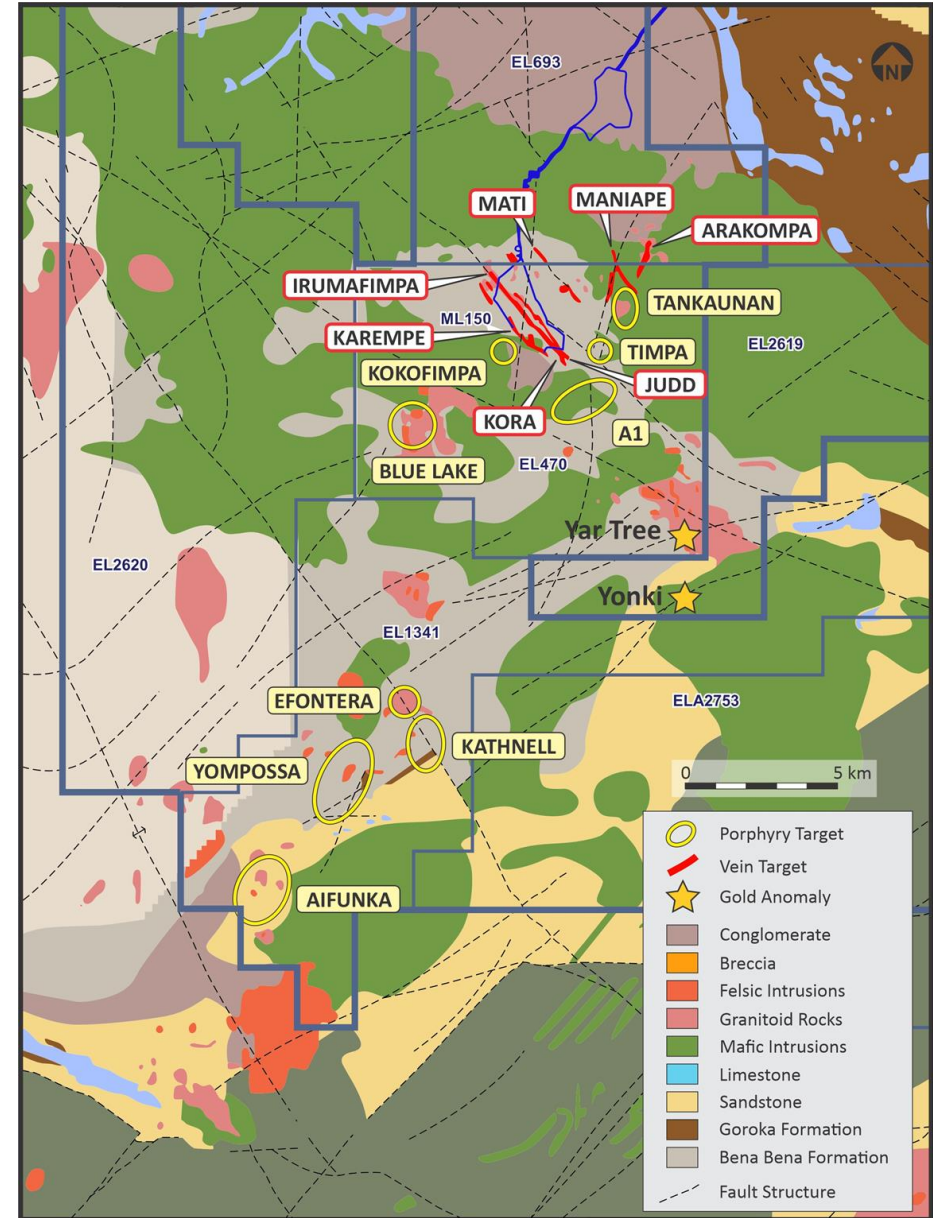 EL693
N
MATI
MANIAPE
ARAKOMPA
IRUMAFIMPA
TANKAUNAN
ML150
KAREMPE
TIMPA
EL2619
KOKOFIMPA
JUDD
KORA
A1
BLUE LAKE
EL470
Yar Tree
EL2620
Yonki
EL1341
EFONTERA
ELA2753
KATHNELL
YOMPOSSA
0 5 km
AIFUNKA
Porphyry Target
Vein Target
Gold Anomaly
Conglomerate
Breccia
Felsic Intrusions
Granitoid Rocks
Mafic Intrusions
Limestone
Sandstone
Goroka Formation
Bena Bena Formation
Fault Structure